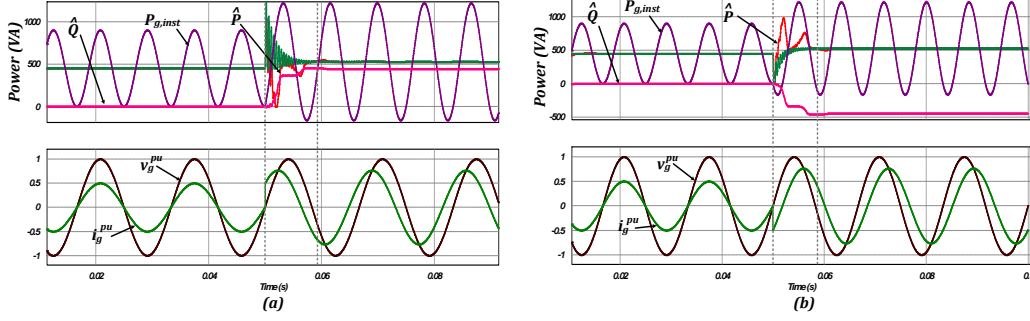 Q̂ P_g,inst P̂
Power (VA)
1000
500
0
v_g^pu
i_g^pu
1
0.5
0
-0.5
-1
0.02 0.04 0.06 0.08
Time(s)
(a)
Q̂ P_g,inst P̂
Power (VA)
1000
500
0
-500
v_g^pu
i_g^pu
1
0.5
0
-0.5
-1
0.02 0.04 0.06 0.08
Time(s)
(b)